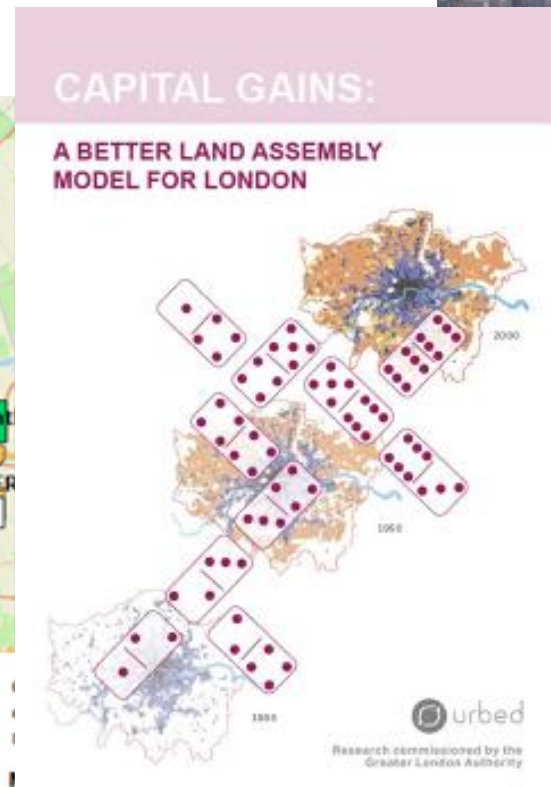 CAPITAL GAINS:
A BETTER LAND ASSEMBLY
MODEL FOR LONDON
2000
1950
urbed
Research commissioned by the
Greater London Authority